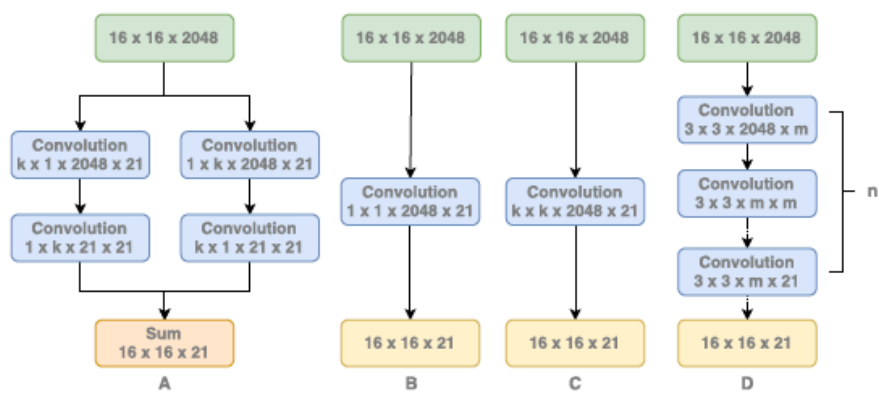 16 x 16 x 2048
Convolution
k x 1 x 2048 x 21
Convolution
1 x k x 2048 x 21
Convolution
1 x k x 21 x 21
Convolution
k x 1 x 21 x 21
Sum
16 x 16 x 21
A
16 x 16 x 2048
Convolution
1 x 1 x 2048 x 21
16 x 16 x 21
B
16 x 16 x 2048
Convolution
k x k x 2048 x 21
16 x 16 x 21
C
16 x 16 x 2048
Convolution
3 x 3 x 2048 x m
Convolution
3 x 3 x m x m
Convolution
3 x 3 x m x 21
n
16 x 16 x 21
D